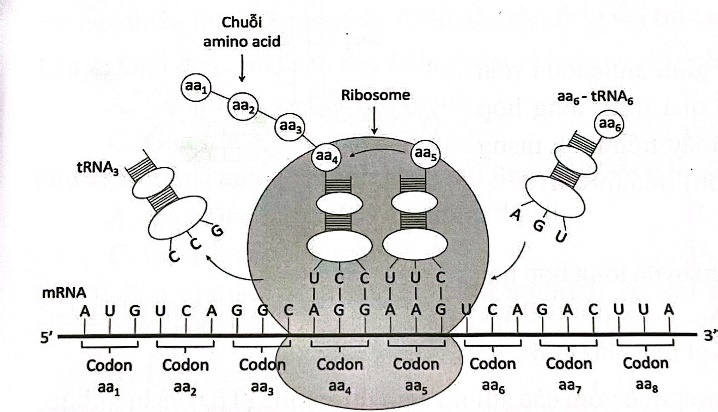 Chuỗi
amino acid
aa1
aa2
aa3
aa4
aa5
Ribosome
aa6 - tRNA6
aa6
tRNA3
C C G
A G U
U C C U U C
mRNA
A U G U C A G G C A G G A A G U C A G A C U U A
5' 3'
Codon Codon Codon Codon Codon Codon Codon Codon
aa1 aa2 aa3 aa4 aa5 aa6 aa7 aa8